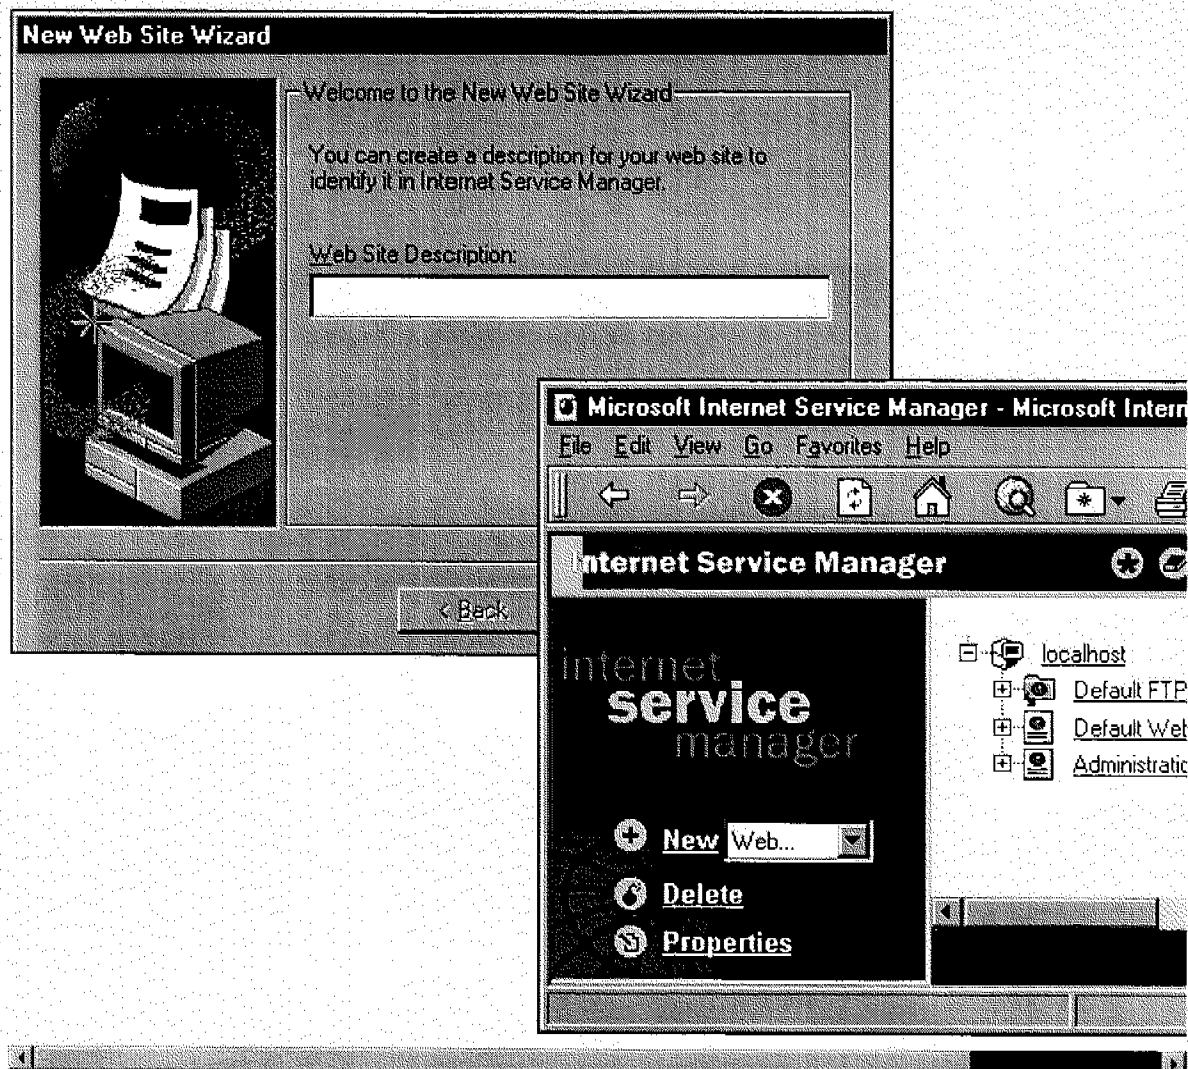 New Web Site Wizard
Welcome to the New Web Site Wizard
You can create a description for your web site to
identify it in Internet Service Manager.
Web Site Description:
< Back
Microsoft Internet Service Manager - Microsoft Intern
File Edit View Go Favorites Help
Internet Service Manager
internet
service
manager
New Web...
Delete
Properties
localhost
Default FTP
Default Web
Administratio